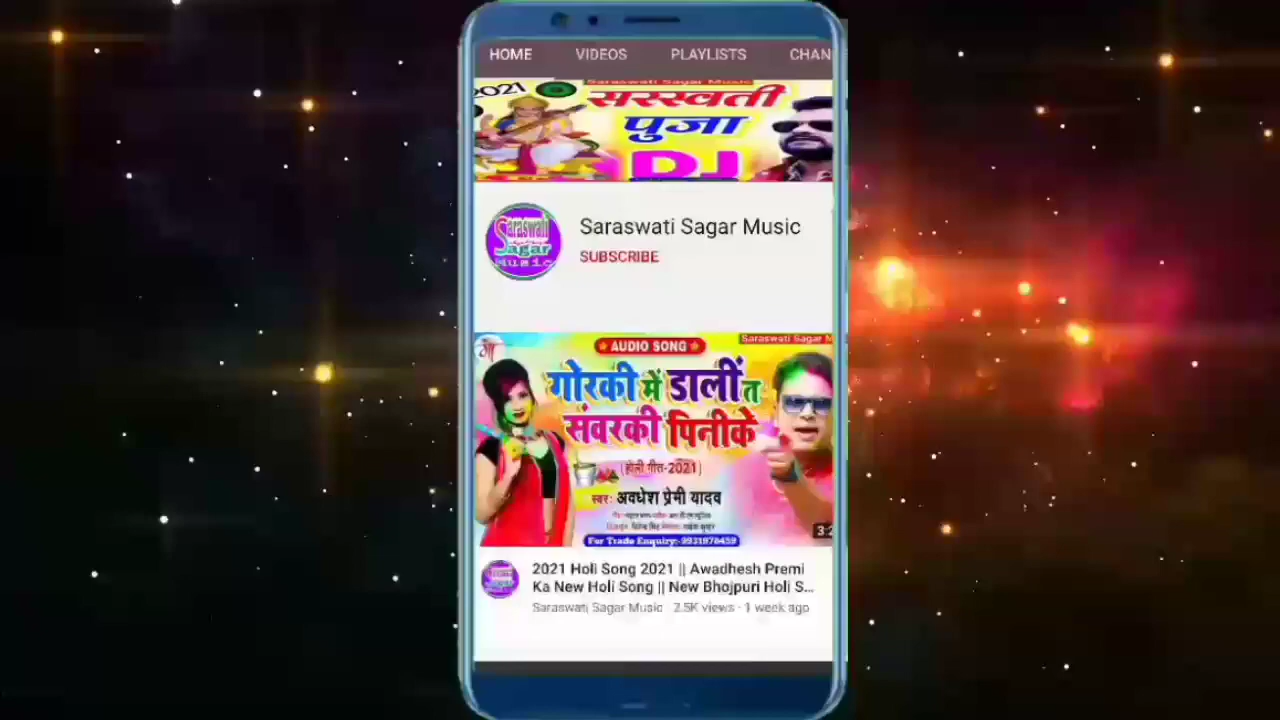 HOME VIDEOS PLAYLISTS CHAN
2021
Saraswati Sagar Music
सरस्वती
पुजा
DJ
Saraswati
Sagar
Music
Saraswati Sagar Music
SUBSCRIBE
Saraswati Sagar M
AUDIO SONG
गोरकी में डालीं त
संवरकी पिनीके
(होली गीत-2021)
स्वर: अवधेश प्रेमी यादव
For Trade Enquiry:-9931976459
3:2
2021 Holi Song 2021 || Awadhesh Premi
Ka New Holi Song || New Bhojpuri Holi S...
Saraswati Sagar Music · 2.5K views · 1 week ago